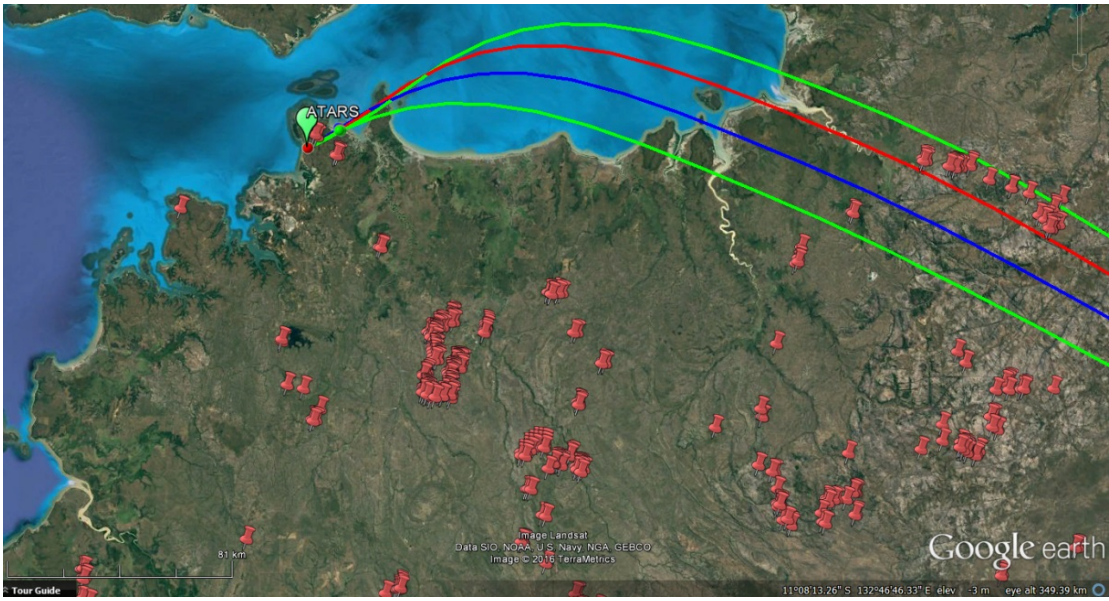 ATARS
81 km
Image Landsat
Data SIO, NOAA, U.S. Navy, NGA, GEBCO
Image © 2016 TerraMetrics
Google earth
Tour Guide
11°08'13.26" S 132°46'46.33" E elev -3 m eye alt 349.39 km